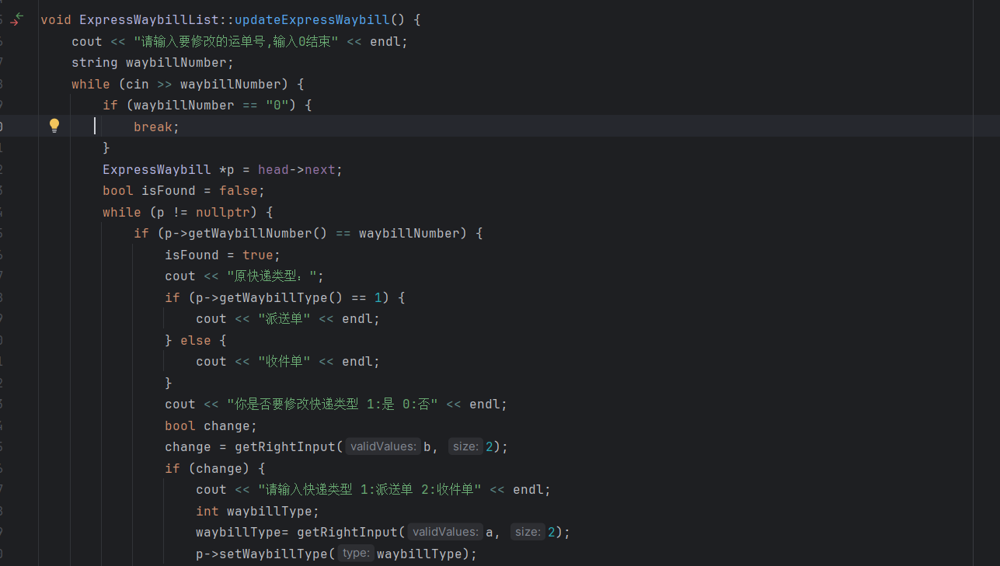 void ExpressWaybillList::updateExpressWaybill() {
cout << "请输入要修改的运单号,输入0结束" << endl;
string waybillNumber;
while (cin >> waybillNumber) {
if (waybillNumber == "0") {
break;
}
ExpressWaybill *p = head->next;
bool isFound = false;
while (p != nullptr) {
if (p->getWaybillNumber() == waybillNumber) {
isFound = true;
cout << "原快递类型：";
if (p->getWaybillType() == 1) {
cout << "派送单" << endl;
} else {
cout << "收件单" << endl;
}
cout << "你是否要修改快递类型 1:是 0:否" << endl;
bool change;
change = getRightInput( validValues: b, size: 2);
if (change) {
cout << "请输入快递类型 1:派送单 2:收件单" << endl;
int waybillType;
waybillType= getRightInput( validValues: a, size: 2);
p->setWaybillType( type: waybillType);